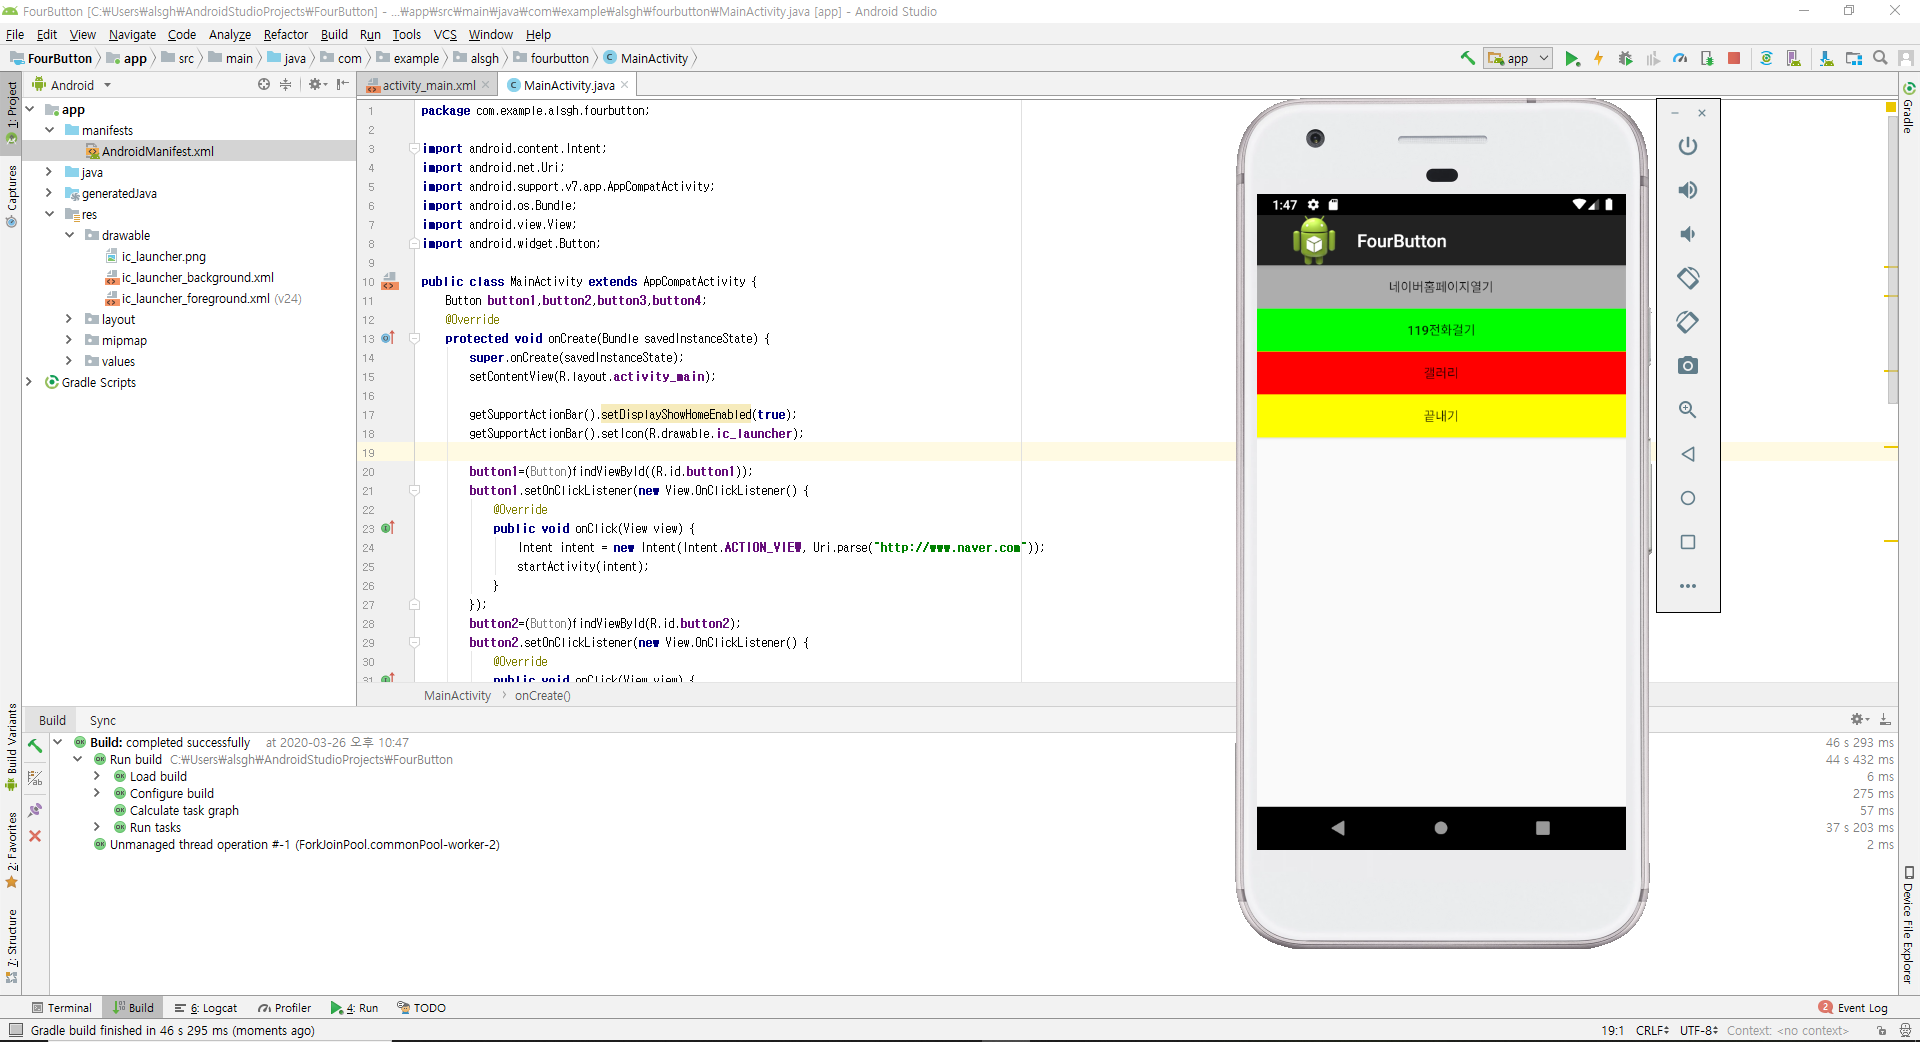 FourButton [C:₩Users₩alsgh₩AndroidStudioProjects₩FourButton] - ...₩app₩src₩main₩java₩com₩example₩alsgh₩fourbutton₩MainActivity.java [app] - Android Studio
File Edit View Navigate Code Analyze Refactor Build Run Tools VCS Window Help
FourButton app src main java com example alsgh fourbutton MainActivity
app
Android
activity_main.xml
MainActivity.java
1: Project
Captures
Build Variants
2: Favorites
7: Structure
Gradle
Device File Explorer
app
manifests
AndroidManifest.xml
java
generatedJava
res
drawable
ic_launcher.png
ic_launcher_background.xml
ic_launcher_foreground.xml (v24)
layout
mipmap
values
Gradle Scripts
1 package com.example.alsgh.fourbutton;
2
3 import android.content.Intent;
4 import android.net.Uri;
5 import android.support.v7.app.AppCompatActivity;
6 import android.os.Bundle;
7 import android.view.View;
8 import android.widget.Button;
9
10 public class MainActivity extends AppCompatActivity {
11 Button button1,button2,button3,button4;
12 @Override
13 protected void onCreate(Bundle savedInstanceState) {
14 super.onCreate(savedInstanceState);
15 setContentView(R.layout.activity_main);
16
17 getSupportActionBar().setDisplayShowHomeEnabled(true);
18 getSupportActionBar().setIcon(R.drawable.ic_launcher);
19
20 button1=(Button)findViewById((R.id.button1));
21 button1.setOnClickListener(new View.OnClickListener() {
22 @Override
23 public void onClick(View view) {
24 Intent intent = new Intent(Intent.ACTION_VIEW, Uri.parse("http://www.naver.com"));
25 startActivity(intent);
26 }
27 });
28 button2=(Button)findViewById(R.id.button2);
29 button2.setOnClickListener(new View.OnClickListener() {
30 @Override
31 public void onClick(View view) {
MainActivity > onCreate()
1:47
FourButton
네이버홈페이지열기
119전화걸기
갤러리
끝내기
Build Sync
Build: completed successfully at 2020-03-26 오후 10:47 46 s 293 ms
Run build C:₩Users₩alsgh₩AndroidStudioProjects₩FourButton 44 s 432 ms
Load build 6 ms
Configure build 275 ms
Calculate task graph 57 ms
Run tasks 37 s 203 ms
Unmanaged thread operation #-1 (ForkJoinPool.commonPool-worker-2) 2 ms
Terminal Build 6: Logcat Profiler 4: Run TODO 2 Event Log
Gradle build finished in 46 s 295 ms (moments ago) 19:1 CRLF UTF-8 Context: <no context>